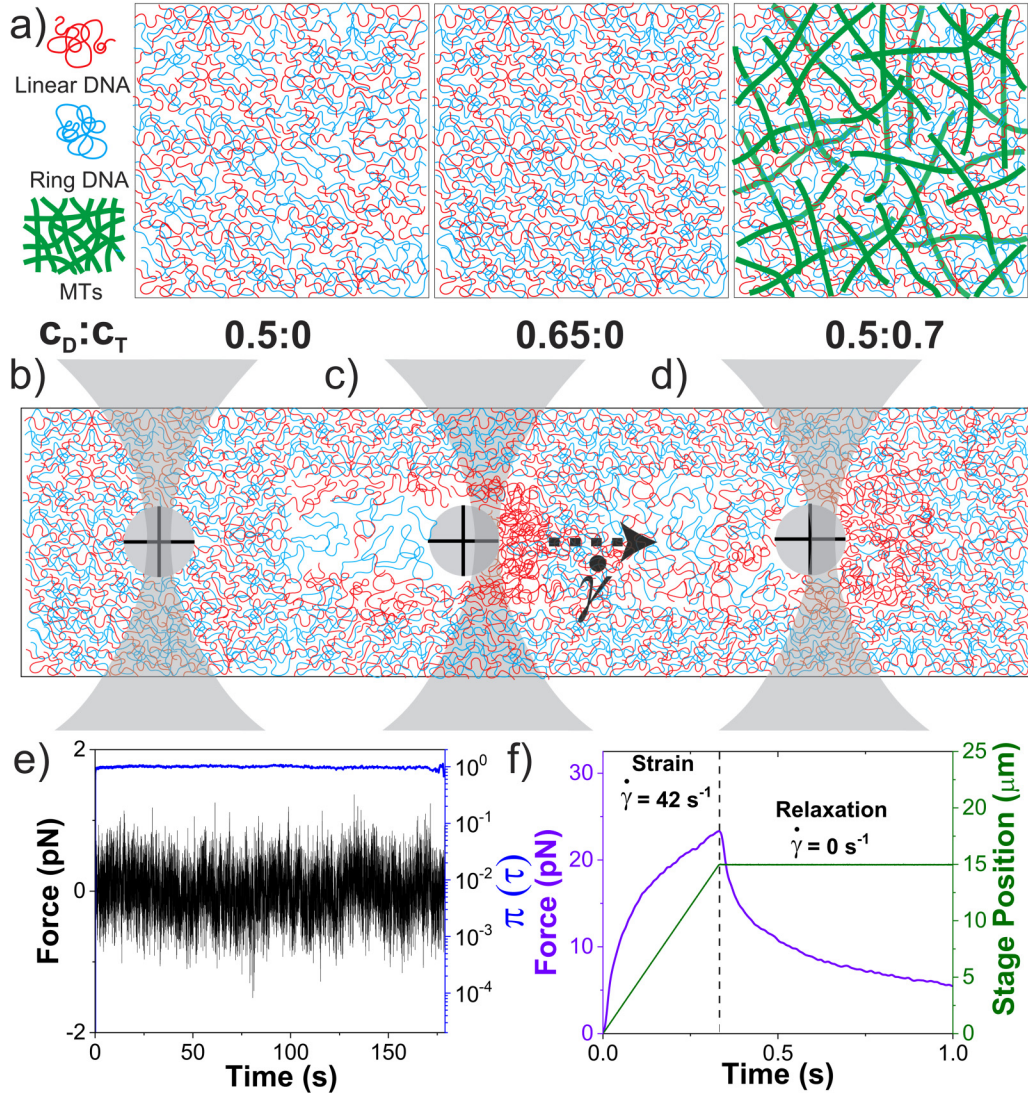 a)
Linear DNA
Ring DNA
MTs
c_D:c_T 0.5:0 0.65:0 0.5:0.7
b) c) d)
γ̇
e)
2
0
-2
Force (pN)
10⁰
10⁻¹
10⁻²
10⁻³
10⁻⁴
π (τ)
0 50 100 150
Time (s)
f)
30
20
10
0
Force (pN)
Strain
γ̇ = 42 s⁻¹
Relaxation
γ̇ = 0 s⁻¹
25
20
15
10
5
0
Stage Position (μm)
0.0 0.5 1.0
Time (s)